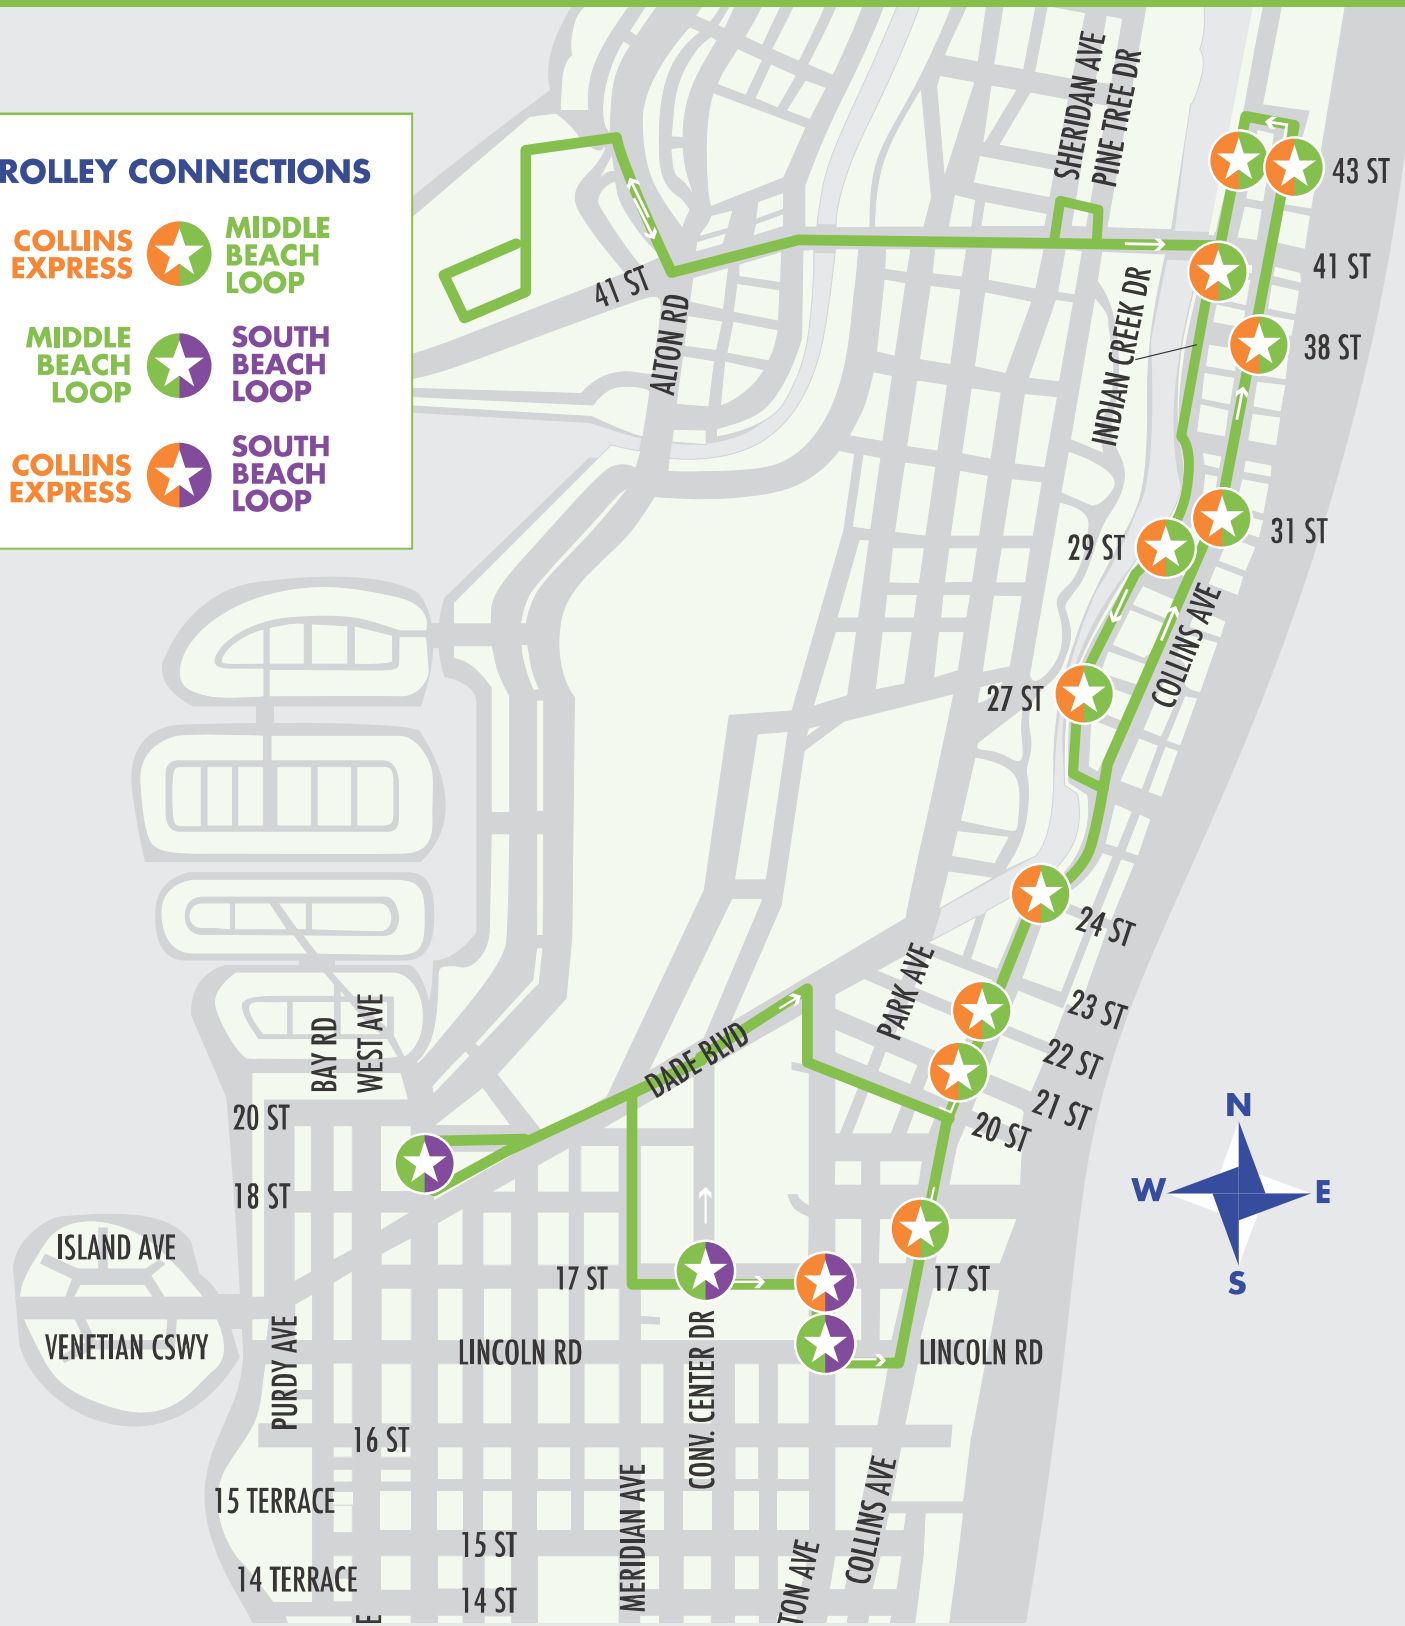 ROLLEY CONNECTIONS
COLLINS
EXPRESS
MIDDLE
BEACH
LOOP
MIDDLE
BEACH
LOOP
SOUTH
BEACH
LOOP
COLLINS
EXPRESS
SOUTH
BEACH
LOOP
SHERIDAN AVE
PINE TREE DR
43 ST
41 ST
41 ST
ALTON RD
INDIAN CREEK DR
38 ST
31 ST
29 ST
COLLINS AVE
27 ST
24 ST
PARK AVE
23 ST
22 ST
21 ST
20 ST
BAY RD
WEST AVE
DADE BLVD
20 ST
18 ST
N
W
E
S
ISLAND AVE
VENETIAN CSWY
17 ST
17 ST
PURDY AVE
LINCOLN RD
CONV. CENTER DR
LINCOLN RD
16 ST
15 TERRACE
MERIDIAN AVE
COLLINS AVE
15 ST
14 TERRACE
14 ST
TON AVE
E